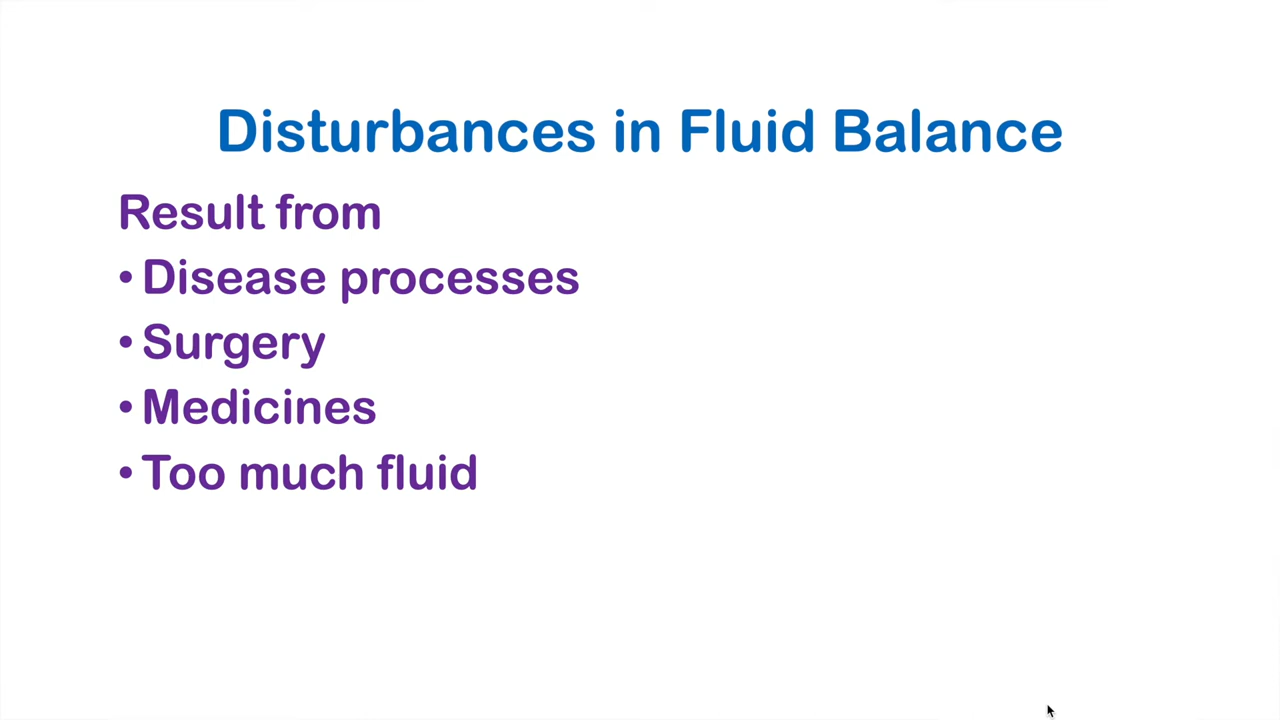 Disturbances in Fluid Balance
Result from
• Disease processes
• Surgery
• Medicines
• Too much fluid